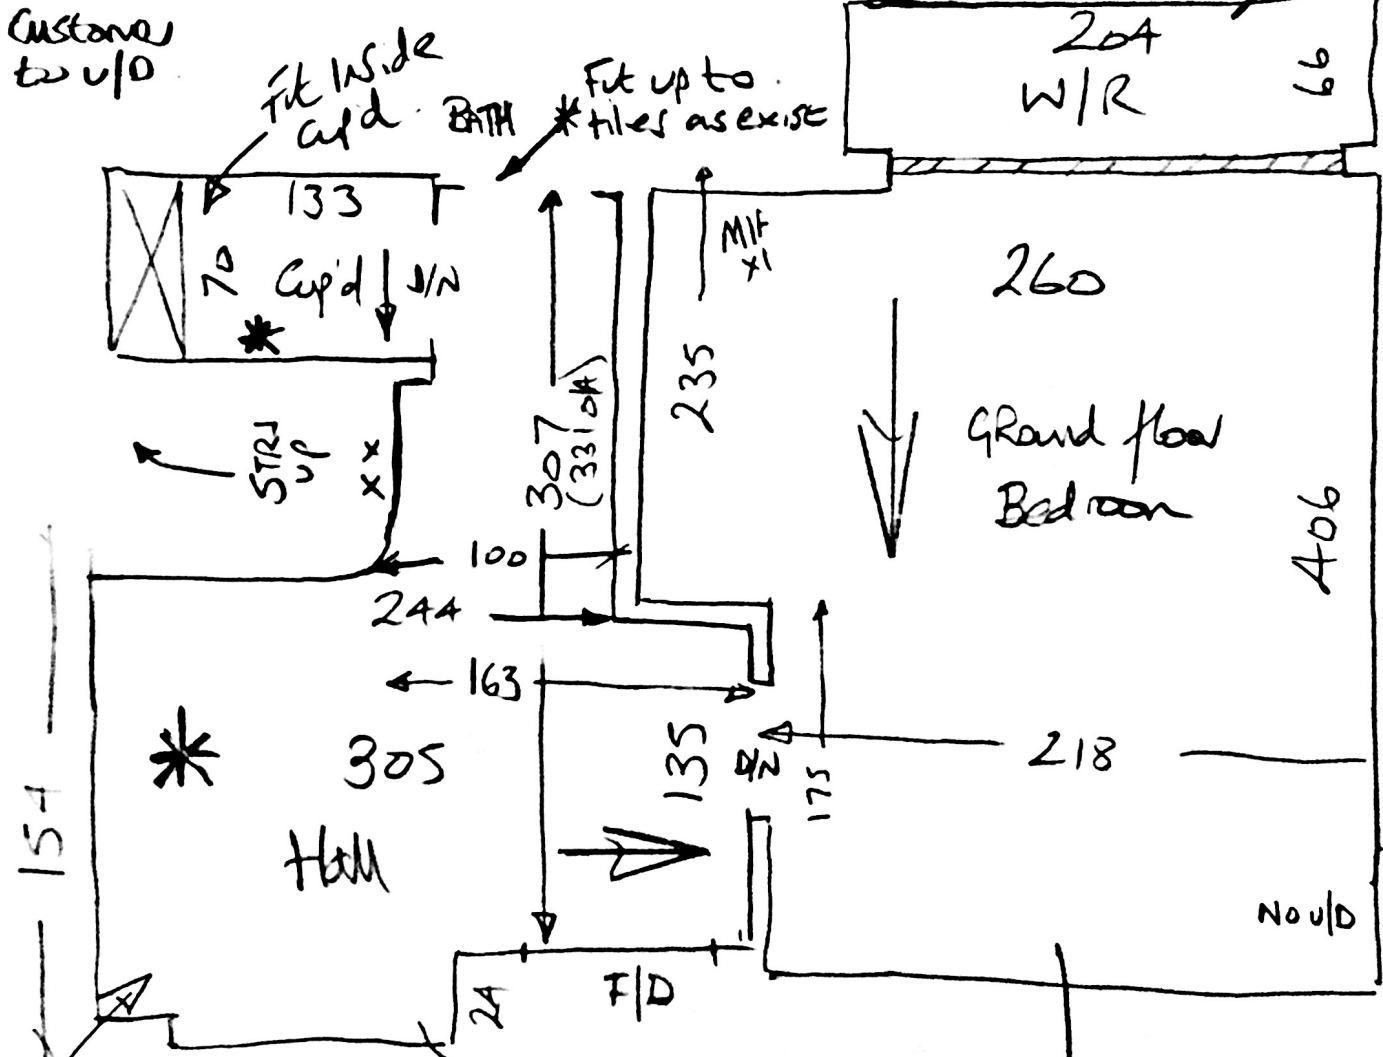 Customer
to U/D
Fit Inside
Cup'd
BATH
* Fit up to
tiles as exist
204
W/R
66
133
70
Cup'd
D/N
*
M/F
x1
260
235
307
(331 O/A)
Ground floor
Bedroom
406
STRS
UP
X X
100
244
163
*
305
Hall
135
D/N
175
218
154
No U/D
24
F/D
X